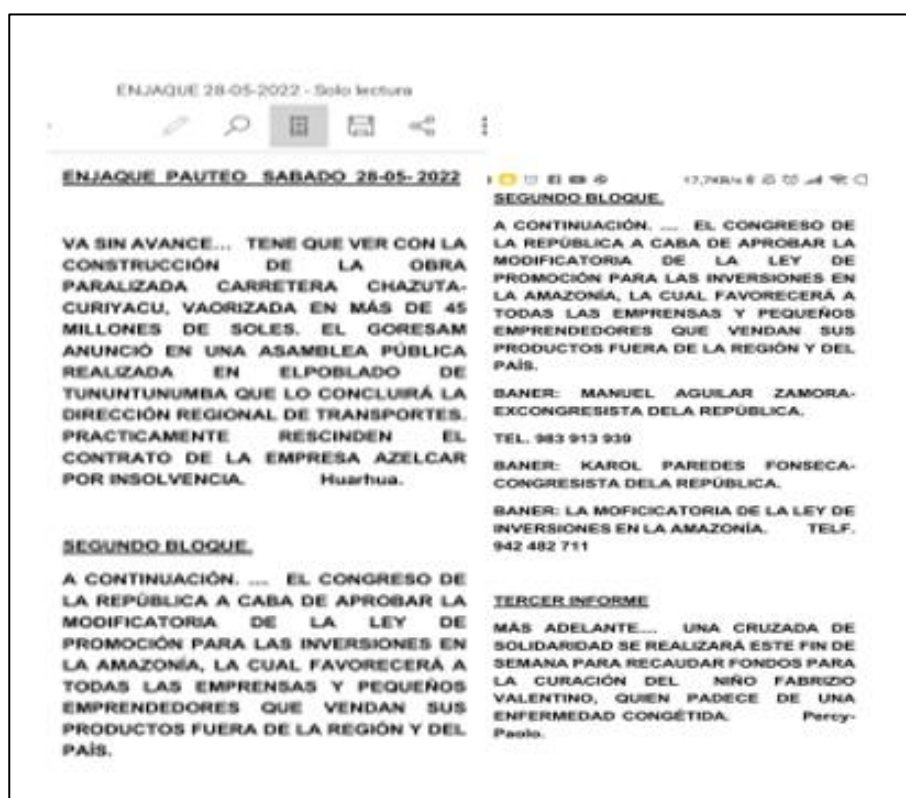 ENJAQUE 28-05-2022 - Solo lectura
ENJAQUE PAUTEO SABADO 28-05- 2022
VA SIN AVANCE... TENE QUE VER CON LA
CONSTRUCCIÓN DE LA OBRA
PARALIZADA CARRETERA CHAZUTA-
CURIYACU, VAORIZADA EN MÁS DE 45
MILLONES DE SOLES. EL GORESAM
ANUNCIÓ EN UNA ASAMBLEA PÚBLICA
REALIZADA EN ELPOBLADO DE
TUNUNTUNUMBA QUE LO CONCLUIRÁ LA
DIRECCIÓN REGIONAL DE TRANSPORTES.
PRACTICAMENTE RESCINDEN EL
CONTRATO DE LA EMPRESA AZELCAR
POR INSOLVENCIA. Huarhua.
SEGUNDO BLOQUE.
A CONTINUACIÓN. ... EL CONGRESO DE
LA REPÚBLICA A CABA DE APROBAR LA
MODIFICATORIA DE LA LEY DE
PROMOCIÓN PARA LAS INVERSIONES EN
LA AMAZONÍA, LA CUAL FAVORECERÁ A
TODAS LAS EMPRENSAS Y PEQUEÑOS
EMPRENDEDORES QUE VENDAN SUS
PRODUCTOS FUERA DE LA REGIÓN Y DEL
PAÍS.
SEGUNDO BLOQUE.
A CONTINUACIÓN. ... EL CONGRESO DE
LA REPÚBLICA A CABA DE APROBAR LA
MODIFICATORIA DE LA LEY DE
PROMOCIÓN PARA LAS INVERSIONES EN
LA AMAZONÍA, LA CUAL FAVORECERÁ A
TODAS LAS EMPRENSAS Y PEQUEÑOS
EMPRENDEDORES QUE VENDAN SUS
PRODUCTOS FUERA DE LA REGIÓN Y DEL
PAÍS.
BANER: MANUEL AGUILAR ZAMORA-
EXCONGRESISTA DELA REPÚBLICA.
TEL. 983 913 939
BANER: KAROL PAREDES FONSECA-
CONGRESISTA DELA REPÚBLICA.
BANER: LA MOFICICATORIA DE LA LEY DE
INVERSIONES EN LA AMAZONÍA. TELF.
942 482 711
TERCER INFORME
MÁS ADELANTE... UNA CRUZADA DE
SOLIDARIDAD SE REALIZARÁ ESTE FIN DE
SEMANA PARA RECAUDAR FONDOS PARA
LA CURACIÓN DEL NIÑO FABRIZIO
VALENTINO, QUIEN PADECE DE UNA
ENFERMEDAD CONGÉTIDA. Percy-
Paolo.